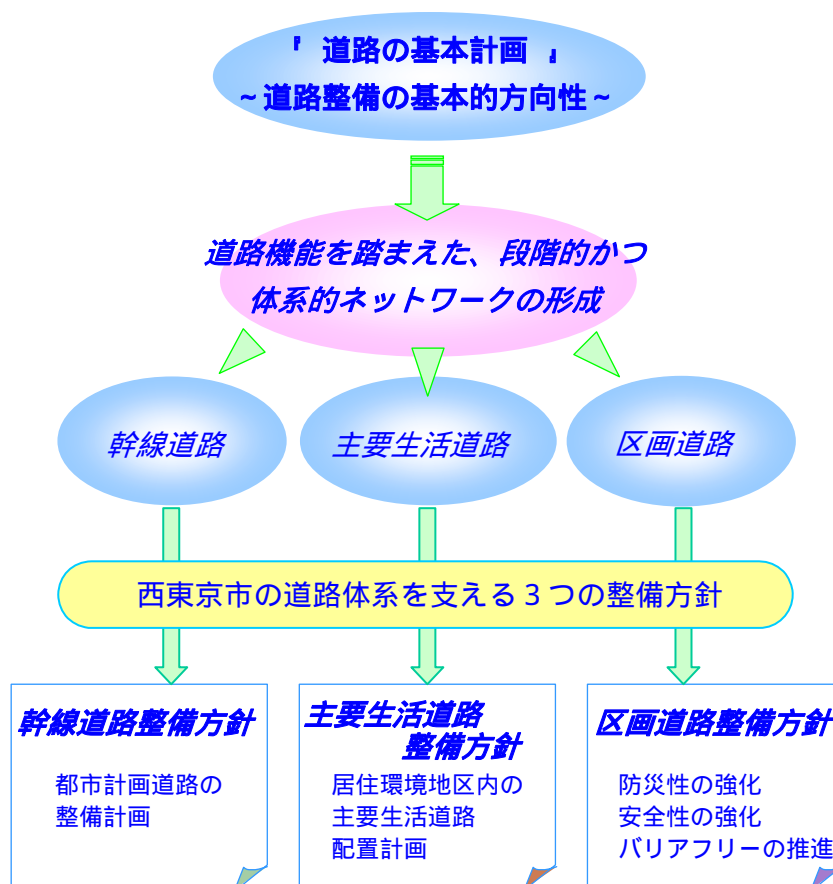 『 道路の基本計画 』
~道路整備の基本的方向性~
道路機能を踏まえた、段階的かつ
体系的ネットワークの形成
幹線道路
主要生活道路
区画道路
西東京市の道路体系を支える3つの整備方針
幹線道路整備方針
都市計画道路の
整備計画
主要生活道路
整備方針
居住環境地区内の
主要生活道路
配置計画
区画道路整備方針
防災性の強化
安全性の強化
バリアフリーの推進